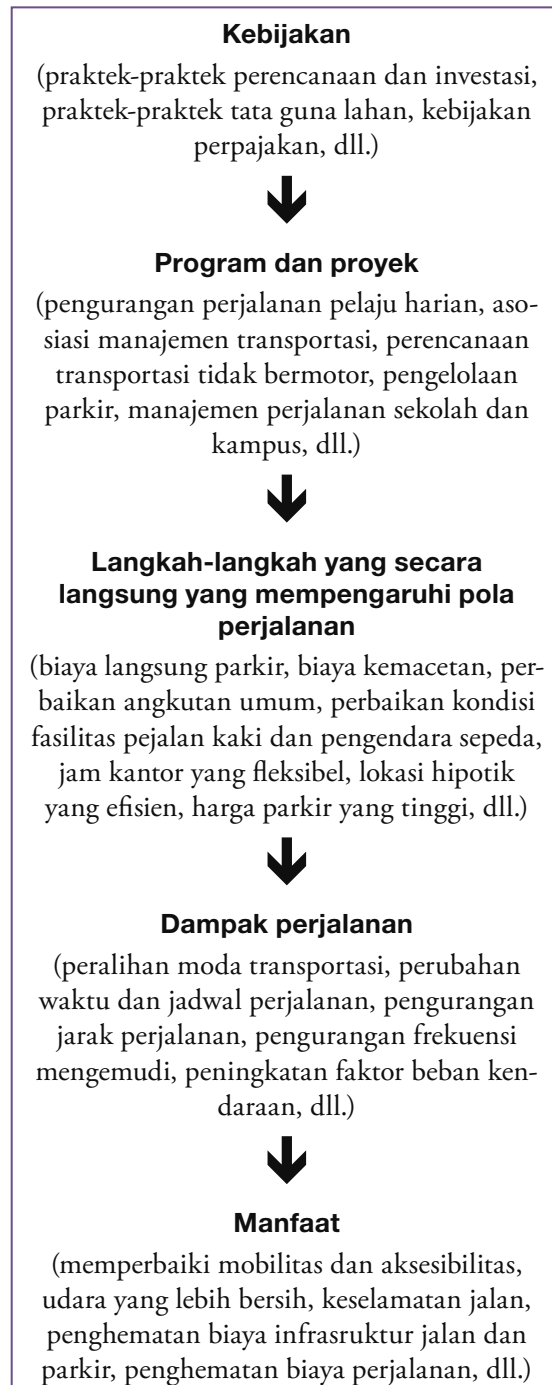 Kebijakan
(praktek-praktek perencanaan dan investasi,
praktek-praktek tata guna lahan, kebijakan
perpajakan, dll.)
Program dan proyek
(pengurangan perjalanan pelaju harian, aso-
siasi manajemen transportasi, perencanaan
transportasi tidak bermotor, pengelolaan
parkir, manajemen perjalanan sekolah dan
kampus, dll.)
Langkah-langkah yang secara
langsung yang mempengaruhi pola
perjalanan
(biaya langsung parkir, biaya kemacetan, per-
baikan angkutan umum, perbaikan kondisi
fasilitas pejalan kaki dan pengendara sepeda,
jam kantor yang fleksibel, lokasi hipotik
yang efisien, harga parkir yang tinggi, dll.)
Dampak perjalanan
(peralihan moda transportasi, perubahan
waktu dan jadwal perjalanan, pengurangan
jarak perjalanan, pengurangan frekuensi
mengemudi, peningkatan faktor beban ken-
daraan, dll.)
Manfaat
(memperbaiki mobilitas dan aksesibilitas,
udara yang lebih bersih, keselamatan jalan,
penghematan biaya infrasruktur jalan dan
parkir, penghematan biaya perjalanan, dll.)